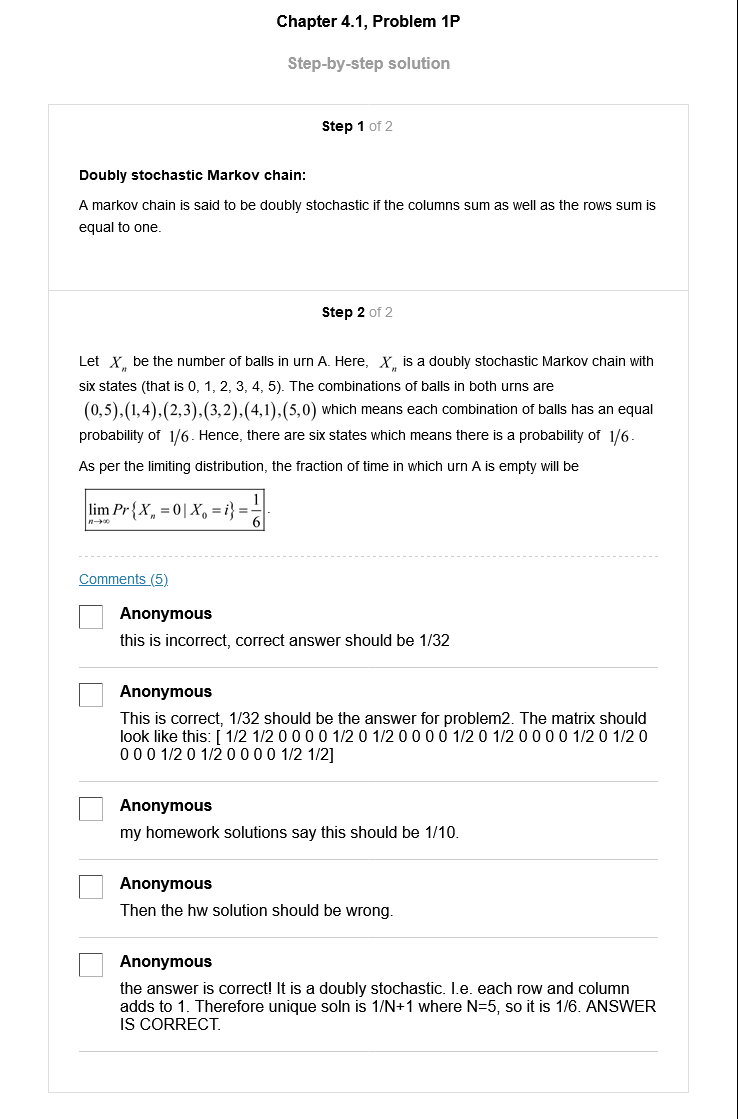 Chapter 4.1, Problem 1P
Step-by-step solution
Step 1 of 2
Doubly stochastic Markov chain:
A markov chain is said to be doubly stochastic if the columns sum as well as the rows sum is
equal to one.
Step 2 of 2
Let Xₙ be the number of balls in urn A. Here, Xₙ is a doubly stochastic Markov chain with
six states (that is 0, 1, 2, 3, 4, 5). The combinations of balls in both urns are
(0,5),(1,4),(2,3),(3,2),(4,1),(5,0) which means each combination of balls has an equal
probability of 1/6. Hence, there are six states which means there is a probability of 1/6.
As per the limiting distribution, the fraction of time in which urn A is empty will be
lim n→∞ Pr{Xₙ = 0 | X₀ = i} = 1/6.
Comments (5)
Anonymous
this is incorrect, correct answer should be 1/32
Anonymous
This is correct, 1/32 should be the answer for problem2. The matrix should
look like this: [ 1/2 1/2 0 0 0 0 1/2 0 1/2 0 0 0 0 1/2 0 1/2 0 0 0 0 1/2 0 1/2 0
0 0 0 1/2 0 1/2 0 0 0 0 1/2 1/2]
Anonymous
my homework solutions say this should be 1/10.
Anonymous
Then the hw solution should be wrong.
Anonymous
the answer is correct! It is a doubly stochastic. I.e. each row and column
adds to 1. Therefore unique soln is 1/N+1 where N=5, so it is 1/6. ANSWER
IS CORRECT.